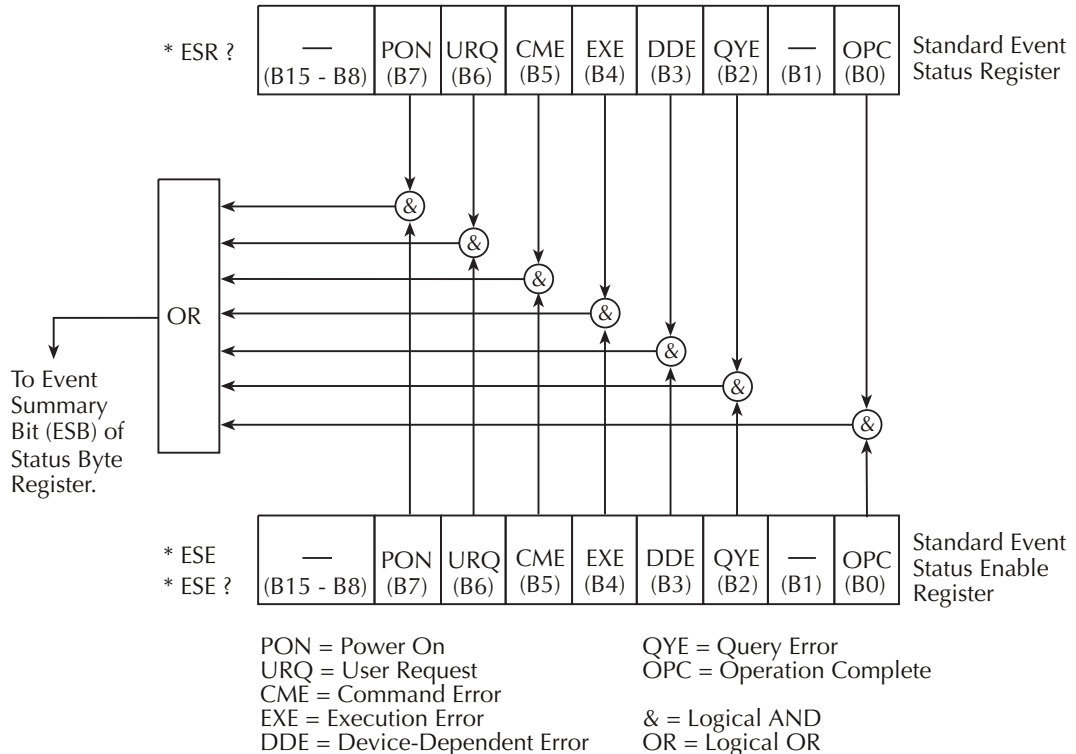 * ESR ?
— PON URQ CME EXE DDE QYE — OPC
(B15 - B8) (B7) (B6) (B5) (B4) (B3) (B2) (B1) (B0)
Standard Event
Status Register
&
&
&
&
&
&
&
OR
To Event
Summary
Bit (ESB) of
Status Byte
Register.
* ESE
* ESE ?
— PON URQ CME EXE DDE QYE — OPC
(B15 - B8) (B7) (B6) (B5) (B4) (B3) (B2) (B1) (B0)
Standard Event
Status Enable
Register
PON = Power On
URQ = User Request
CME = Command Error
EXE = Execution Error
DDE = Device-Dependent Error
QYE = Query Error
OPC = Operation Complete
& = Logical AND
OR = Logical OR